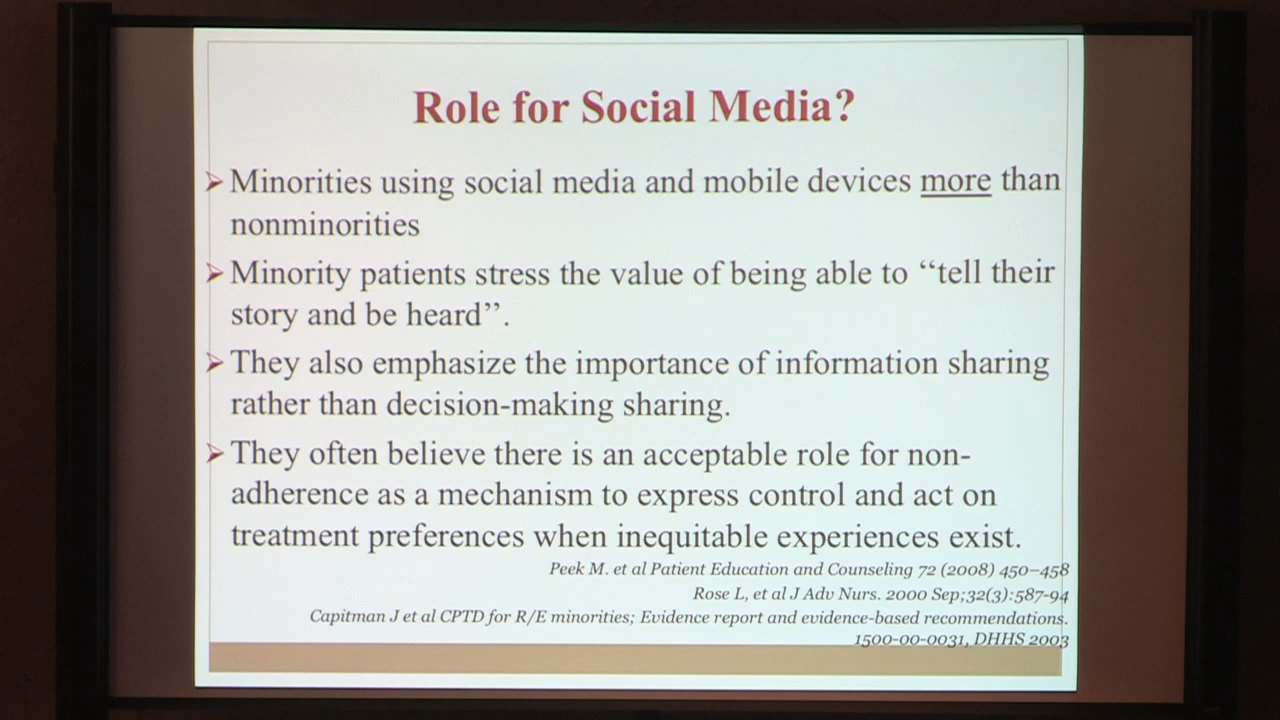 Role for Social Media?
➢ Minorities using social media and mobile devices more than
nonminorities
➢ Minority patients stress the value of being able to “tell their
story and be heard”.
➢ They also emphasize the importance of information sharing
rather than decision-making sharing.
➢ They often believe there is an acceptable role for non-
adherence as a mechanism to express control and act on
treatment preferences when inequitable experiences exist.
Peek M. et al Patient Education and Counseling 72 (2008) 450–458
Rose L, et al J Adv Nurs. 2000 Sep;32(3):587-94
Capitman J et al CPTD for R/E minorities; Evidence report and evidence-based recommendations.
1500-00-0031, DHHS 2003